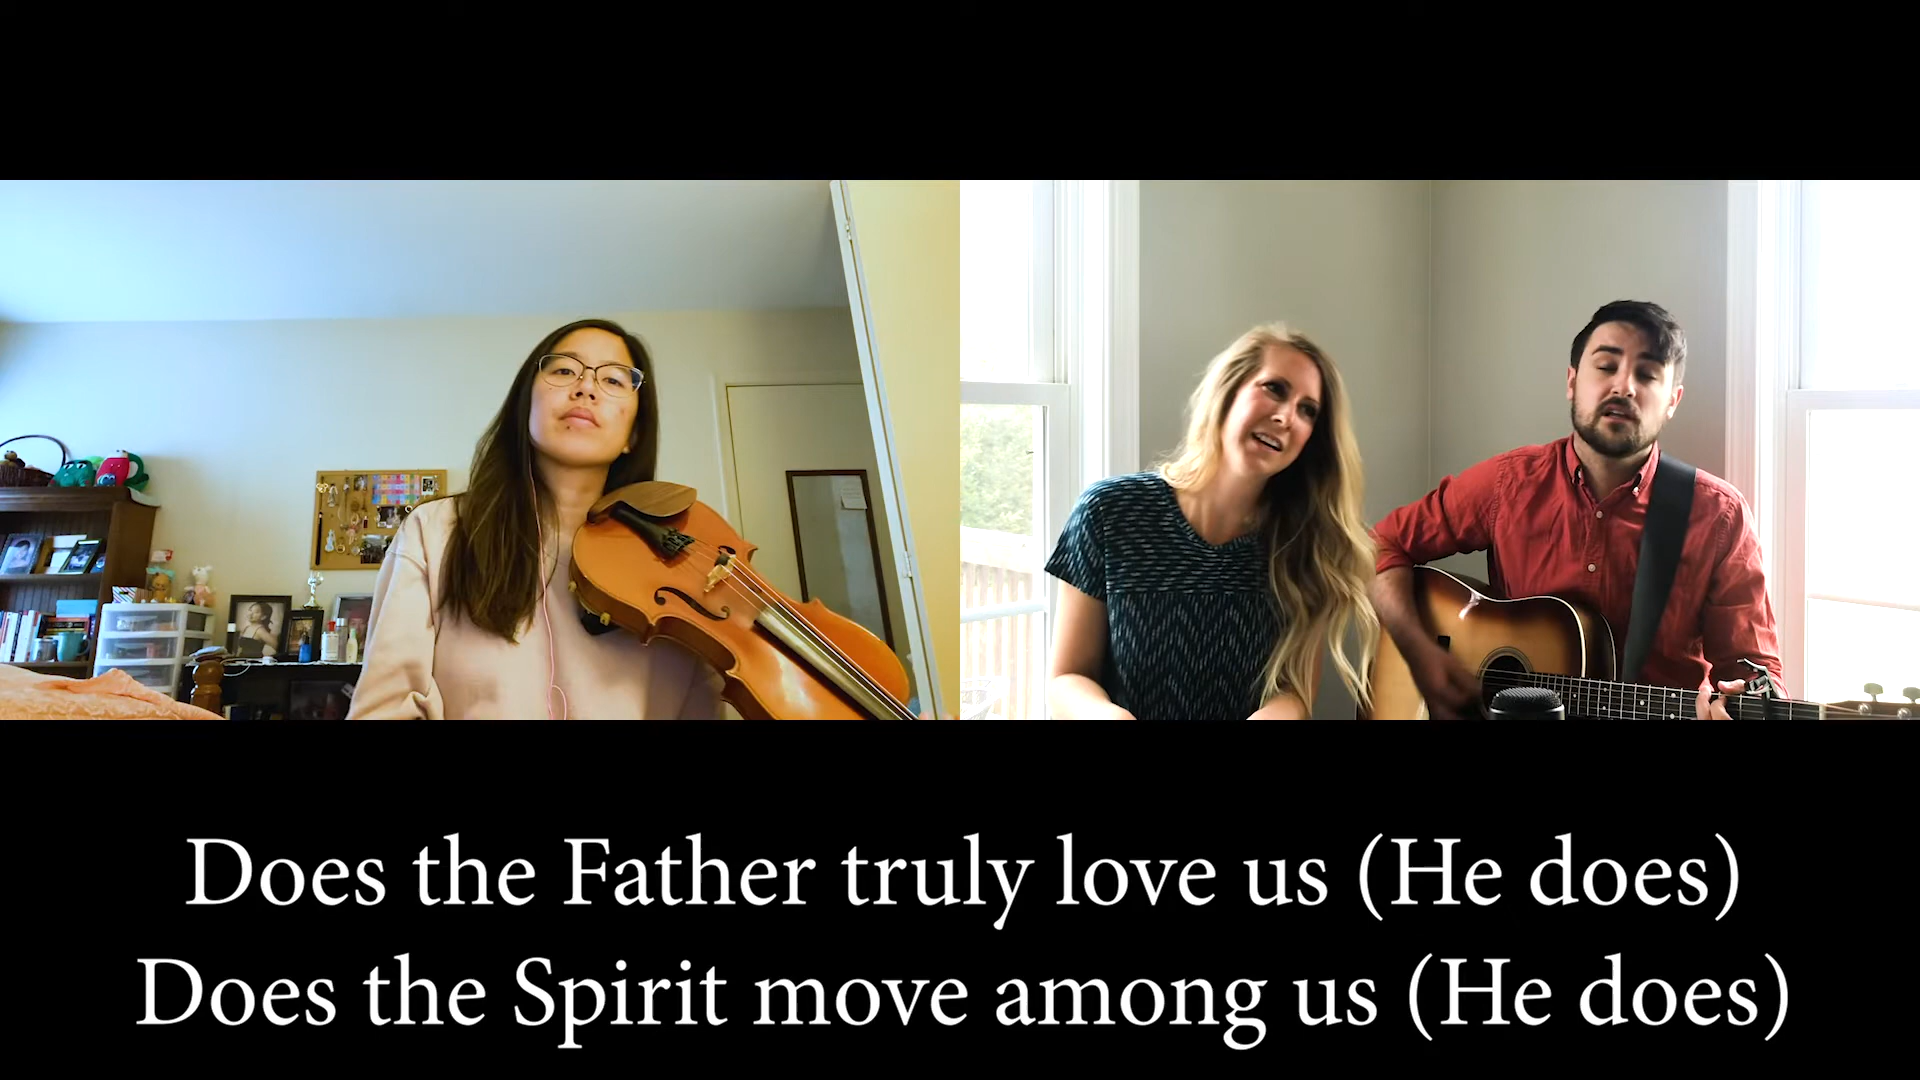 Does the Father truly love us (He does)
Does the Spirit move among us (He does)